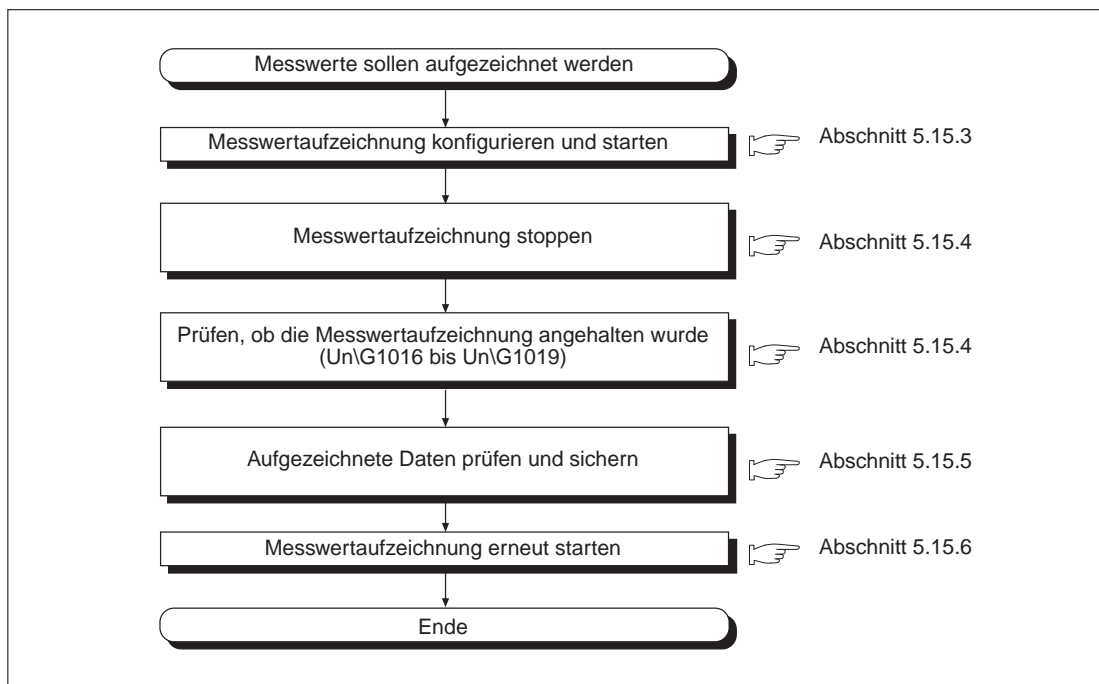 Messwerte sollen aufgezeichnet werden
Messwertaufzeichnung konfigurieren und starten
Abschnitt 5.15.3
Messwertaufzeichnung stoppen
Abschnitt 5.15.4
Prüfen, ob die Messwertaufzeichnung angehalten wurde
(Un\G1016 bis Un\G1019)
Abschnitt 5.15.4
Aufgezeichnete Daten prüfen und sichern
Abschnitt 5.15.5
Messwertaufzeichnung erneut starten
Abschnitt 5.15.6
Ende